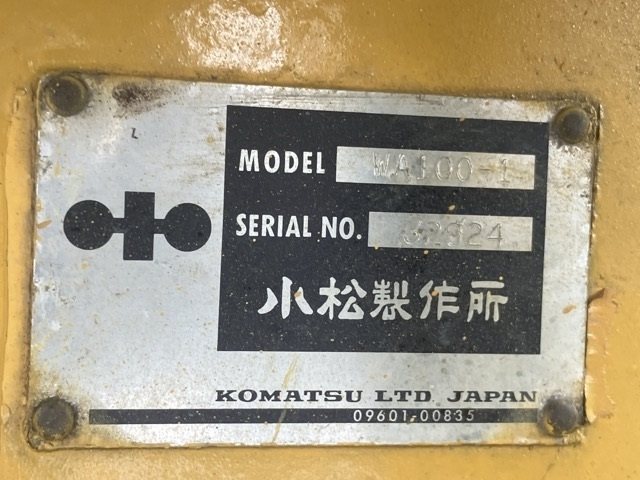 MODEL WA100-1
SERIAL NO.
小松製作所
KOMATSU LTD JAPAN
09601-00835